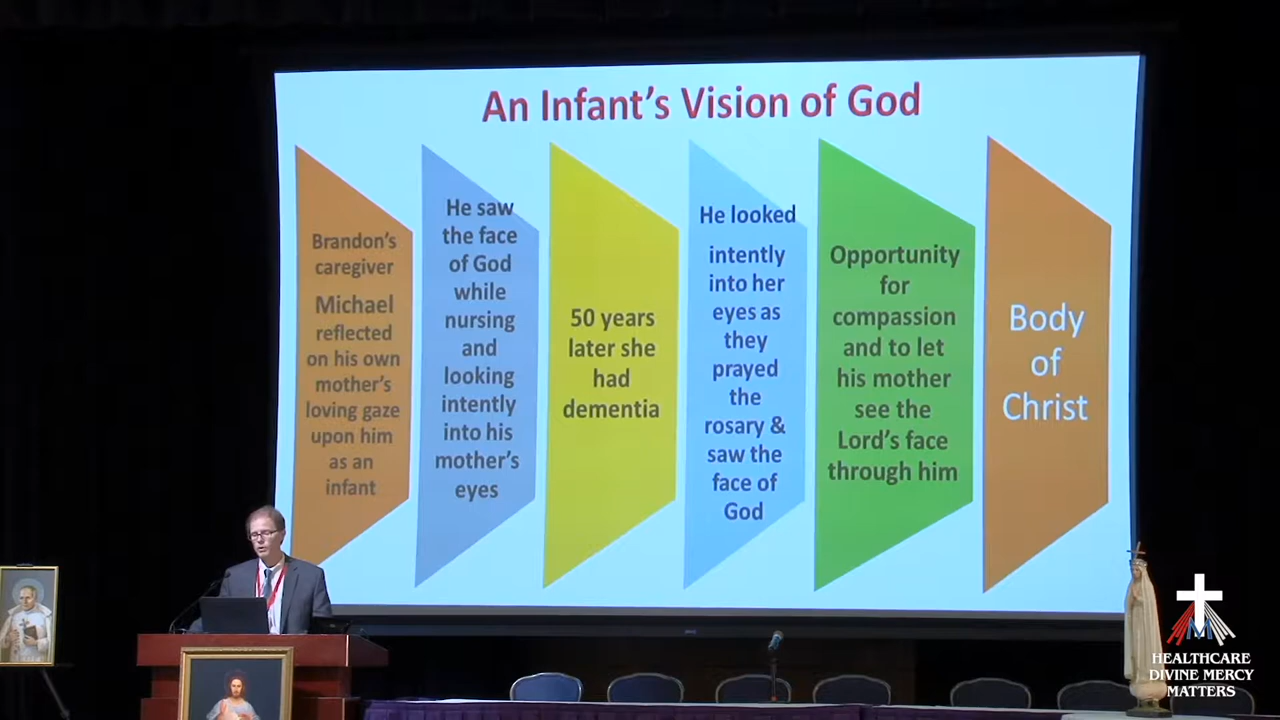 An Infant's Vision of God
Brandon's
caregiver
Michael
reflected
on his own
mother's
loving gaze
upon him
as an
infant
He saw
the face
of God
while
nursing
and
looking
intently
into his
mother's
eyes
50 years
later she
had
dementia
He looked
intently
into her
eyes as
they
prayed
the
rosary &
saw the
face of
God
Opportunity
for
compassion
and to let
his mother
see the
Lord's face
through him
Body
of
Christ
HEALTHCARE
DIVINE MERCY
MATTERS